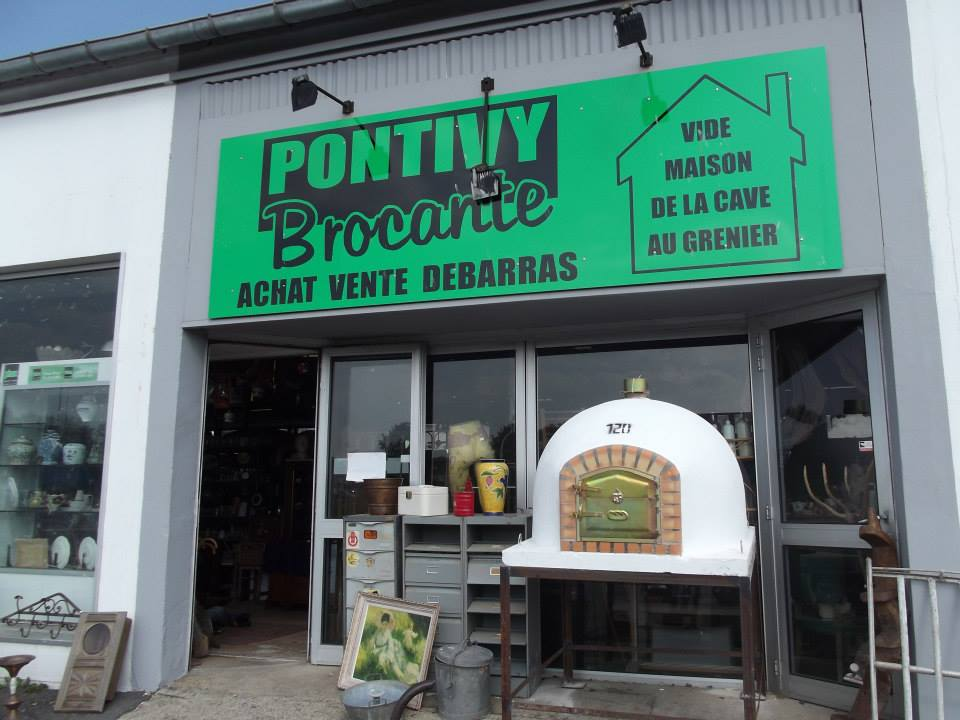 PONTIVY
Brocante
ACHAT VENTE DEBARRAS
VIDE
MAISON
DE LA CAVE
AU GRENIER
120